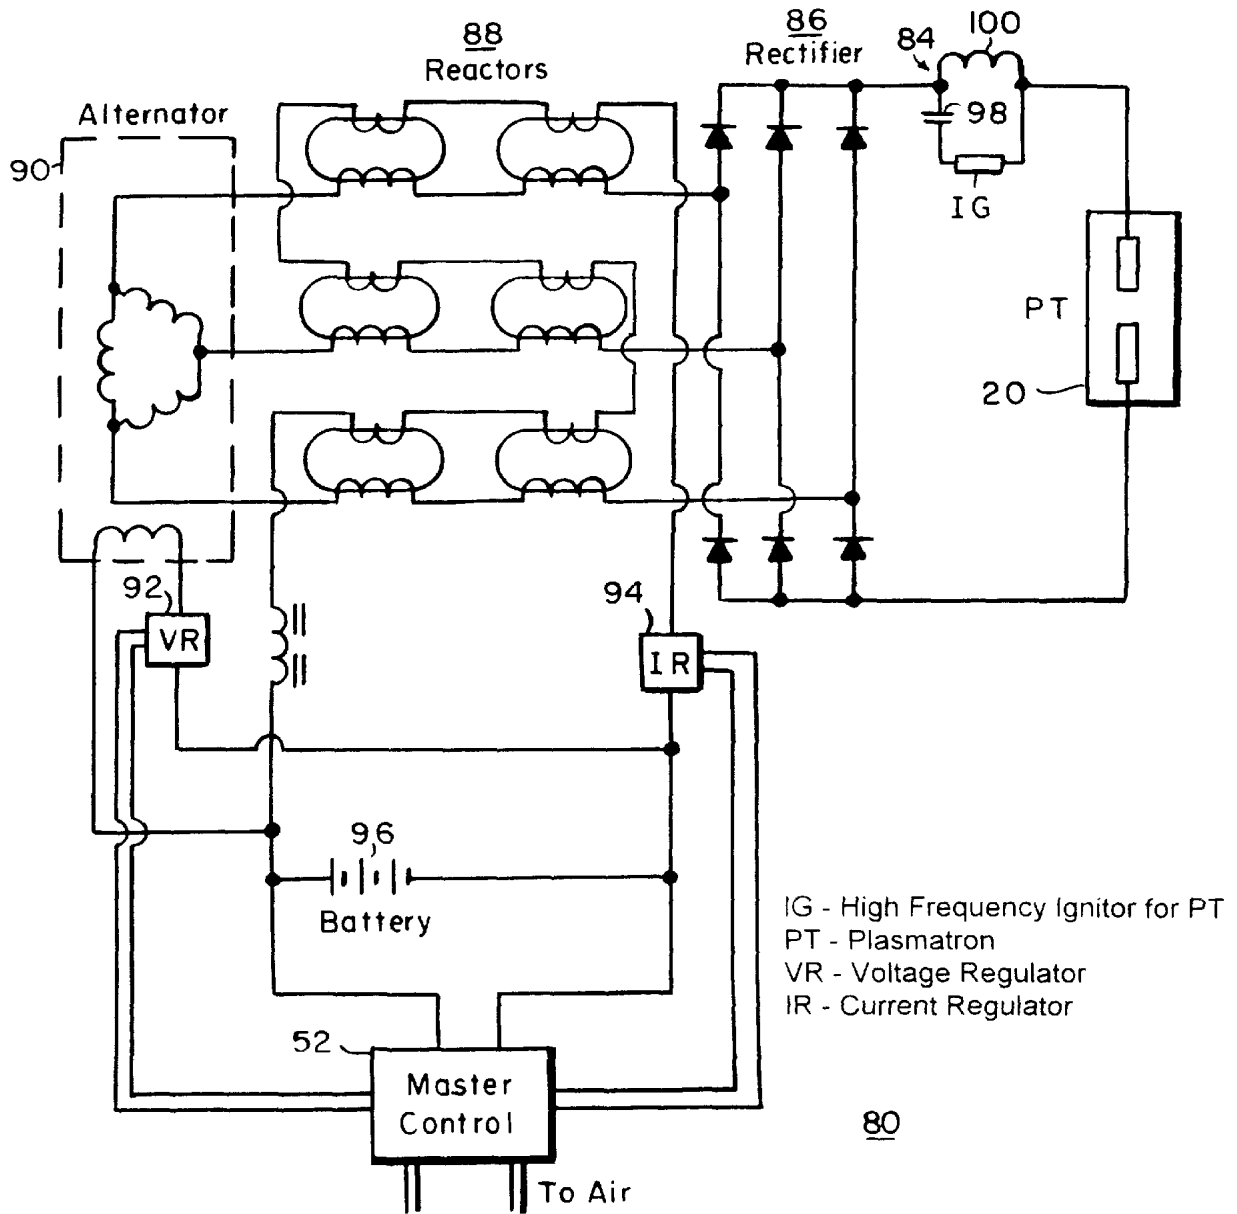 88
Reactors
86
Rectifier
84
100
Alternator
90
98
IG
PT
20
92
VR
94
IR
96
Battery
IG - High Frequency Ignitor for PT
PT - Plasmatron
VR - Voltage Regulator
IR - Current Regulator
52
Master
Control
80
To Air